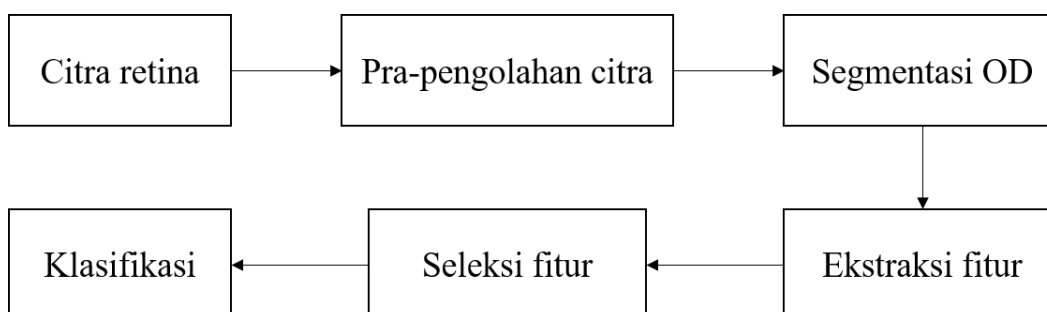 Citra retina
Pra-pengolahan citra
Segmentasi OD
Ekstraksi fitur
Seleksi fitur
Klasifikasi